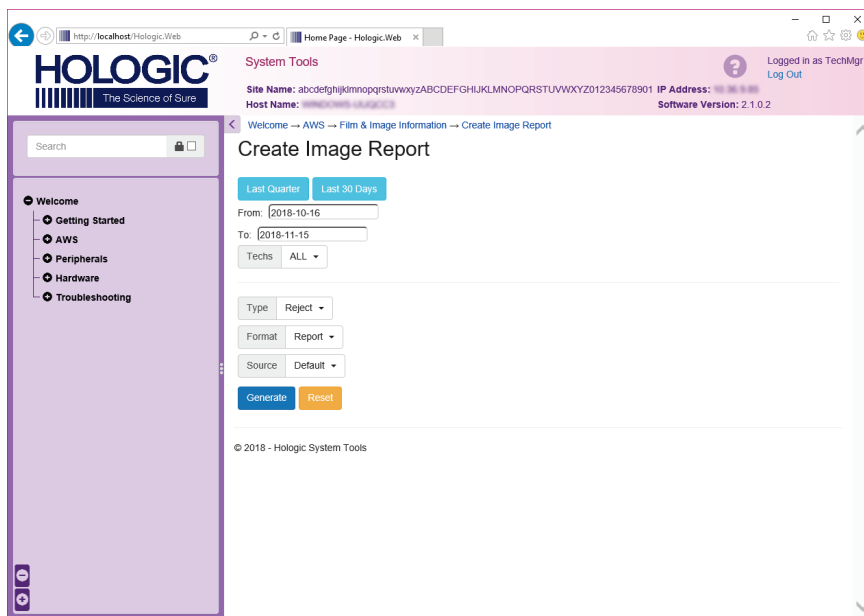 http://localhost/Hologic.Web
Home Page - Hologic.Web
HOLOGIC®
The Science of Sure
System Tools
Logged in as TechMgr
Log Out
Site Name: abcdefghijklmnopqrstuvwxyzABCDEFGHIJKLMNOPQRSTUVWXYZ012345678901 IP Address:
Host Name:
Software Version: 2.1.0.2
Welcome → AWS → Film & Image Information → Create Image Report
Search
Welcome
Getting Started
AWS
Peripherals
Hardware
Troubleshooting
Create Image Report
Last Quarter
Last 30 Days
From: 2018-10-16
To: 2018-11-15
Techs ALL
Type Reject
Format Report
Source Default
Generate
Reset
© 2018 - Hologic System Tools